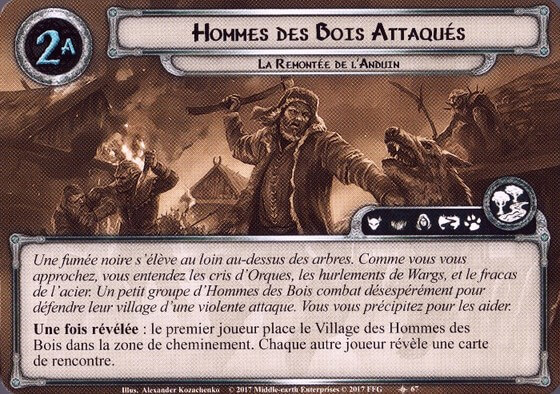 2A
Hommes des Bois Attaqués
La Remontée de l'Anduin
Une fumée noire s'élève au loin au-dessus des arbres. Comme vous vous
approchez, vous entendez les cris d'Orques, les hurlements de Wargs, et le fracas
de l'acier. Un petit groupe d'Hommes des Bois combat désespérément pour
défendre leur village d'une violente attaque. Vous vous précipitez pour les aider.
Une fois révélée : le premier joueur place le Village des Hommes des
Bois dans la zone de cheminement. Chaque autre joueur révèle une carte
de rencontre.
Illus. Alexander Kozachenko © 2017 Middle-earth Enterprises © 2017 FFG 67